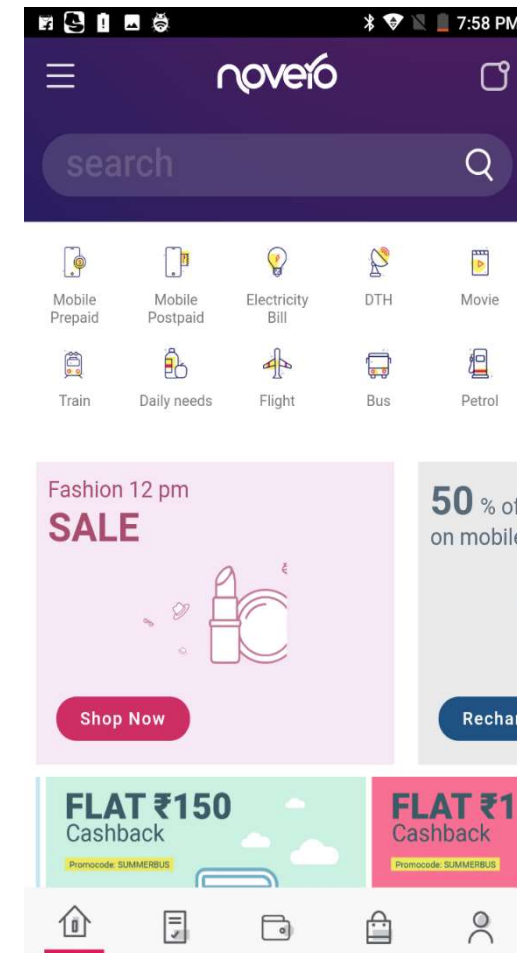 7:58 PM
novero
search
Mobile Prepaid
Mobile Postpaid
Electricity Bill
DTH
Movie
Train
Daily needs
Flight
Bus
Petrol
Fashion 12 pm
SALE
Shop Now
50 % of
on mobile
Rechar
FLAT ₹150
Cashback
Promocode: SUMMERBUS
FLAT ₹1
Cashback
Promocode: SUMMERBUS